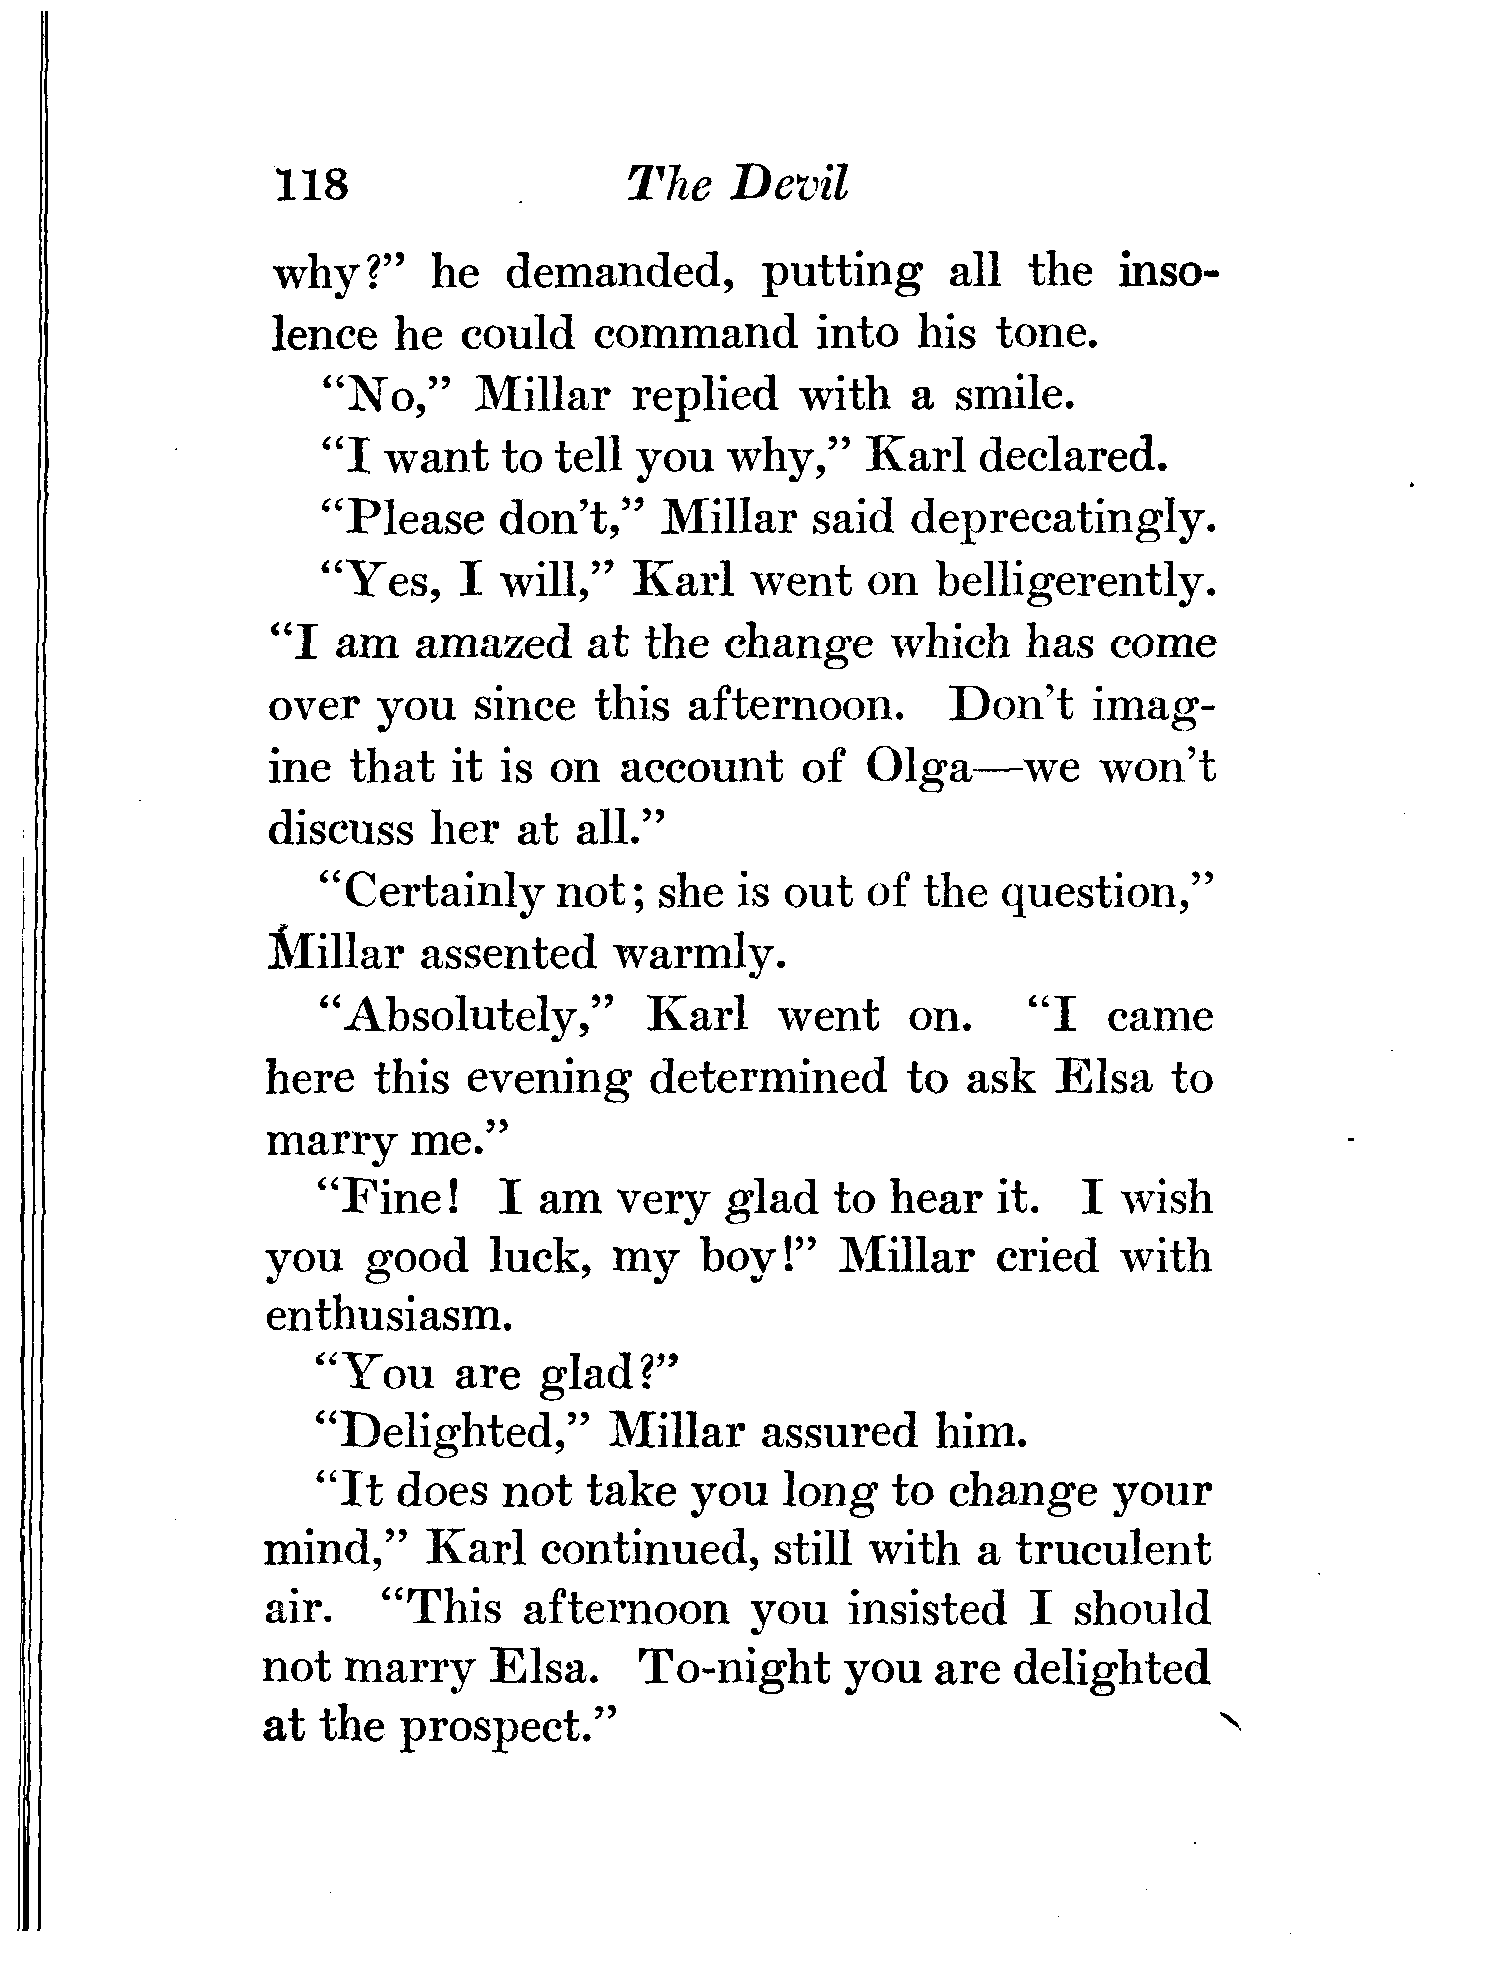 118 The Devil
why?" he demanded, putting all the inso-
lence he could command into his tone.
"No," Millar replied with a smile.
"I want to tell you why," Karl declared.
"Please don't," Millar said deprecatingly.
"Yes, I will," Karl went on belligerently.
"I am amazed at the change which has come
over you since this afternoon. Don't imag-
ine that it is on account of Olga—we won't
discuss her at all."
"Certainly not; she is out of the question,"
Millar assented warmly.
"Absolutely," Karl went on. "I came
here this evening determined to ask Elsa to
marry me."
"Fine! I am very glad to hear it. I wish
you good luck, my boy!" Millar cried with
enthusiasm.
"You are glad?"
"Delighted," Millar assured him.
"It does not take you long to change your
mind," Karl continued, still with a truculent
air. "This afternoon you insisted I should
not marry Elsa. To-night you are delighted
at the prospect."